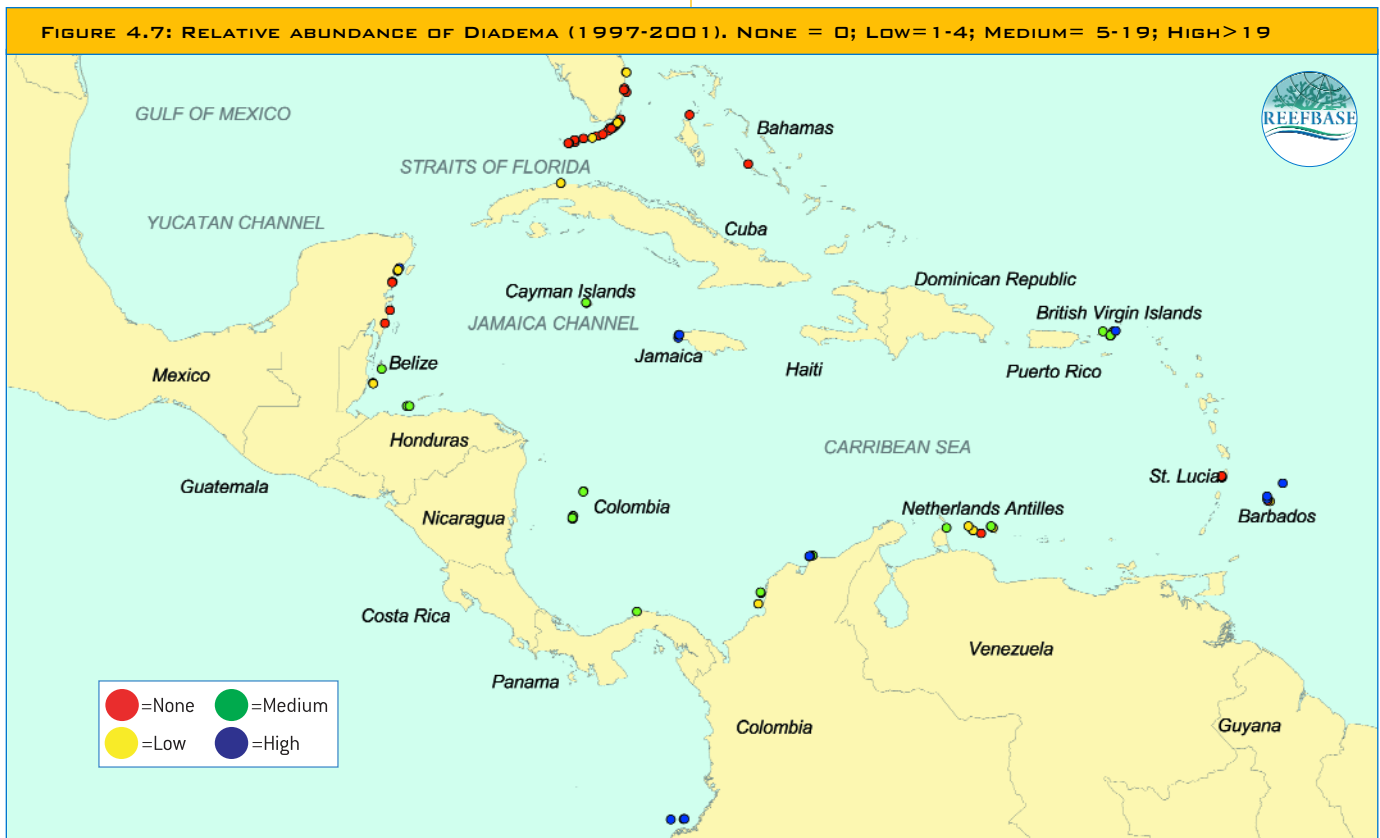 FIGURE 4.7: RELATIVE ABUNDANCE OF DIADEMA (1997-2001). NONE = 0; LOW=1-4; MEDIUM= 5-19; HIGH>19
GULF OF MEXICO
REEFBASE
Bahamas
STRAITS OF FLORIDA
YUCATAN CHANNEL
Cuba
Dominican Republic
Cayman Islands
British Virgin Islands
JAMAICA CHANNEL
Jamaica
Belize
Haiti
Puerto Rico
Mexico
Honduras
CARRIBEAN SEA
St. Lucia
Guatemala
Colombia
Netherlands Antilles
Nicaragua
Barbados
Costa Rica
Venezuela
Panama
=None
=Medium
Colombia
Guyana
=Low
=High